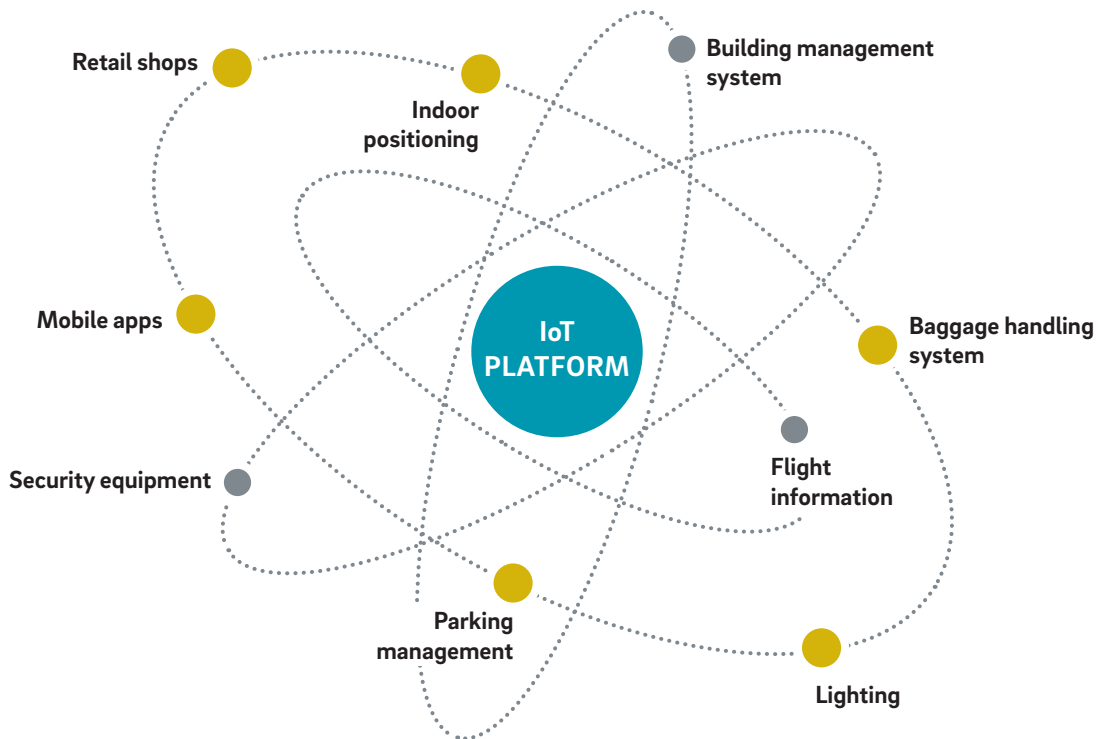 Retail shops
Building management
system
Indoor
positioning
Mobile apps
IoT
PLATFORM
Baggage handling
system
Security equipment
Flight
information
Parking
management
Lighting